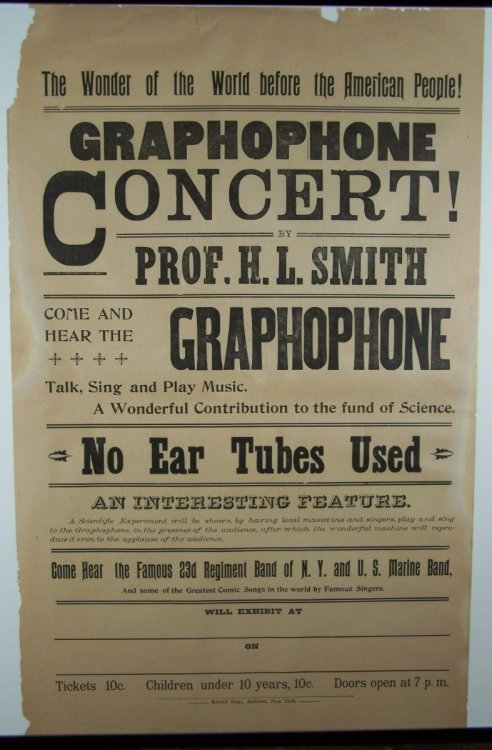 The Wonder of the World before the American People!
GRAPHOPHONE
CONCERT!
BY
PROF. H. L. SMITH
COME AND
HEAR THE
GRAPHOPHONE
Talk, Sing and Play Music.
A Wonderful Contribution to the fund of Science.
No Ear Tubes Used
AN INTERESTING FEATURE.
A Scientific Experiment will be shown by having local musicians and singers, play and sing
to the Graphophone, in the presence of the audience, after which the wonderful machine will repro-
duce it even to the applause of the audience.
Come Hear the Famous 23d Regiment Band of N. Y. and U. S. Marine Band,
And some of the Greatest Comic Songs in the world by Famous Singers.
WILL EXHIBIT AT
ON
Tickets 10c. Children under 10 years, 10c. Doors open at 7 p. m.
Record Print, Addison, New York.